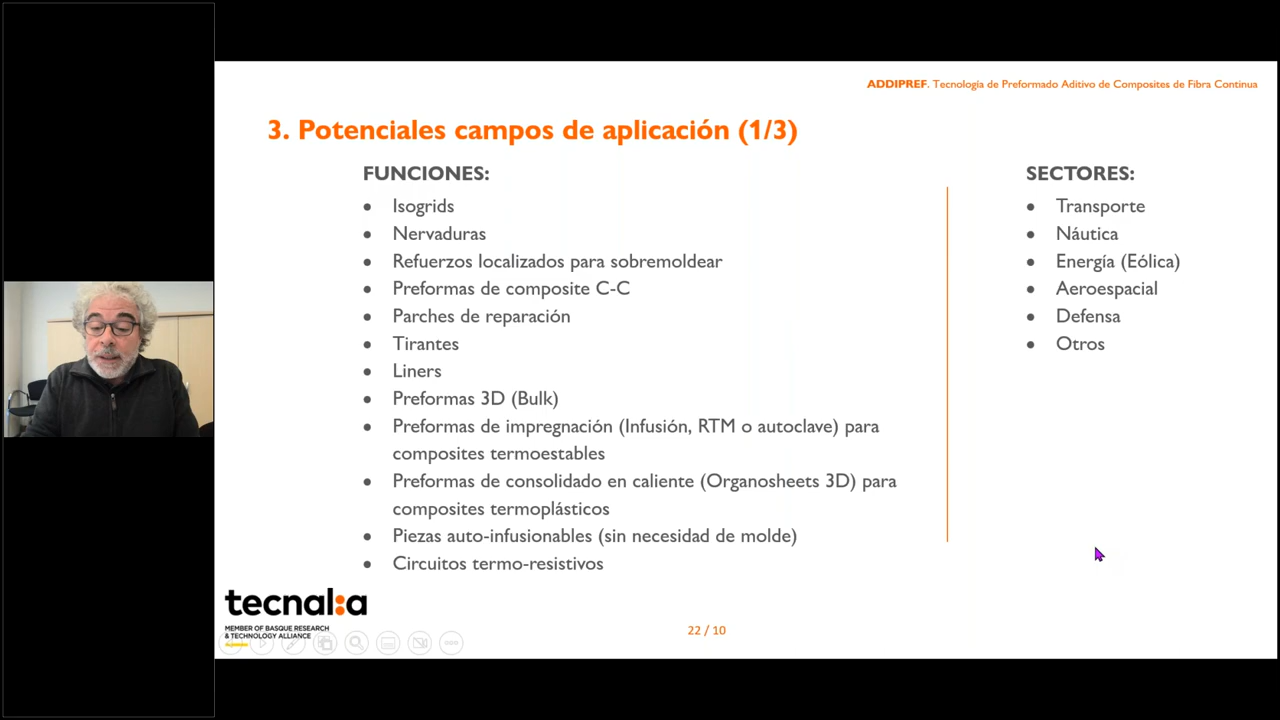 ADDIPREF. Tecnología de Preformado Aditivo de Composites de Fibra Continua
3. Potenciales campos de aplicación (1/3)
FUNCIONES:
• Isogrids
• Nervaduras
• Refuerzos localizados para sobremoldear
• Preformas de composite C-C
• Parches de reparación
• Tirantes
• Liners
• Preformas 3D (Bulk)
• Preformas de impregnación (Infusión, RTM o autoclave) para
composites termoestables
• Preformas de consolidado en caliente (Organosheets 3D) para
composites termoplásticos
• Piezas auto-infusionables (sin necesidad de molde)
• Circuitos termo-resistivos
SECTORES:
• Transporte
• Náutica
• Energía (Eólica)
• Aeroespacial
• Defensa
• Otros
tecnal:a
MEMBER OF BASQUE RESEARCH
& TECHNOLOGY ALLIANCE
22 / 10